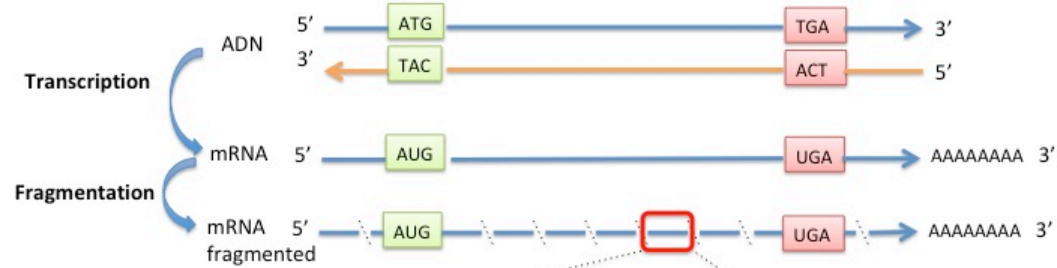 5’ ATG TGA 3’
ADN
3’ TAC ACT 5’
Transcription
mRNA 5’ AUG UGA AAAAAAAA 3’
Fragmentation
mRNA 5’ AUG UGA AAAAAAAA 3’
fragmented